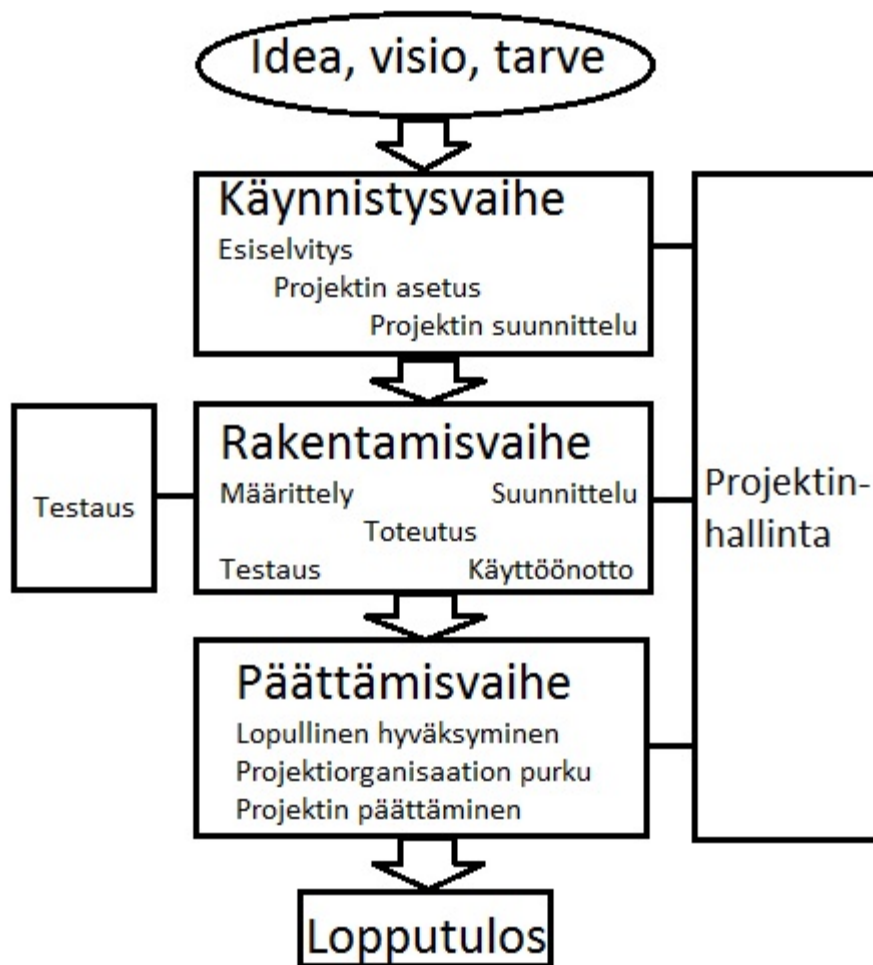 Idea, visio, tarve
Käynnistysvaihe
Esiselvitys
Projektin asetus
Projektin suunnittelu
Rakentamisvaihe
Määrittely Suunnittelu
Toteutus
Testaus Käyttöönotto
Testaus
Projektin-
hallinta
Päättämisvaihe
Lopullinen hyväksyminen
Projektiorganisaation purku
Projektin päättäminen
Lopputulos